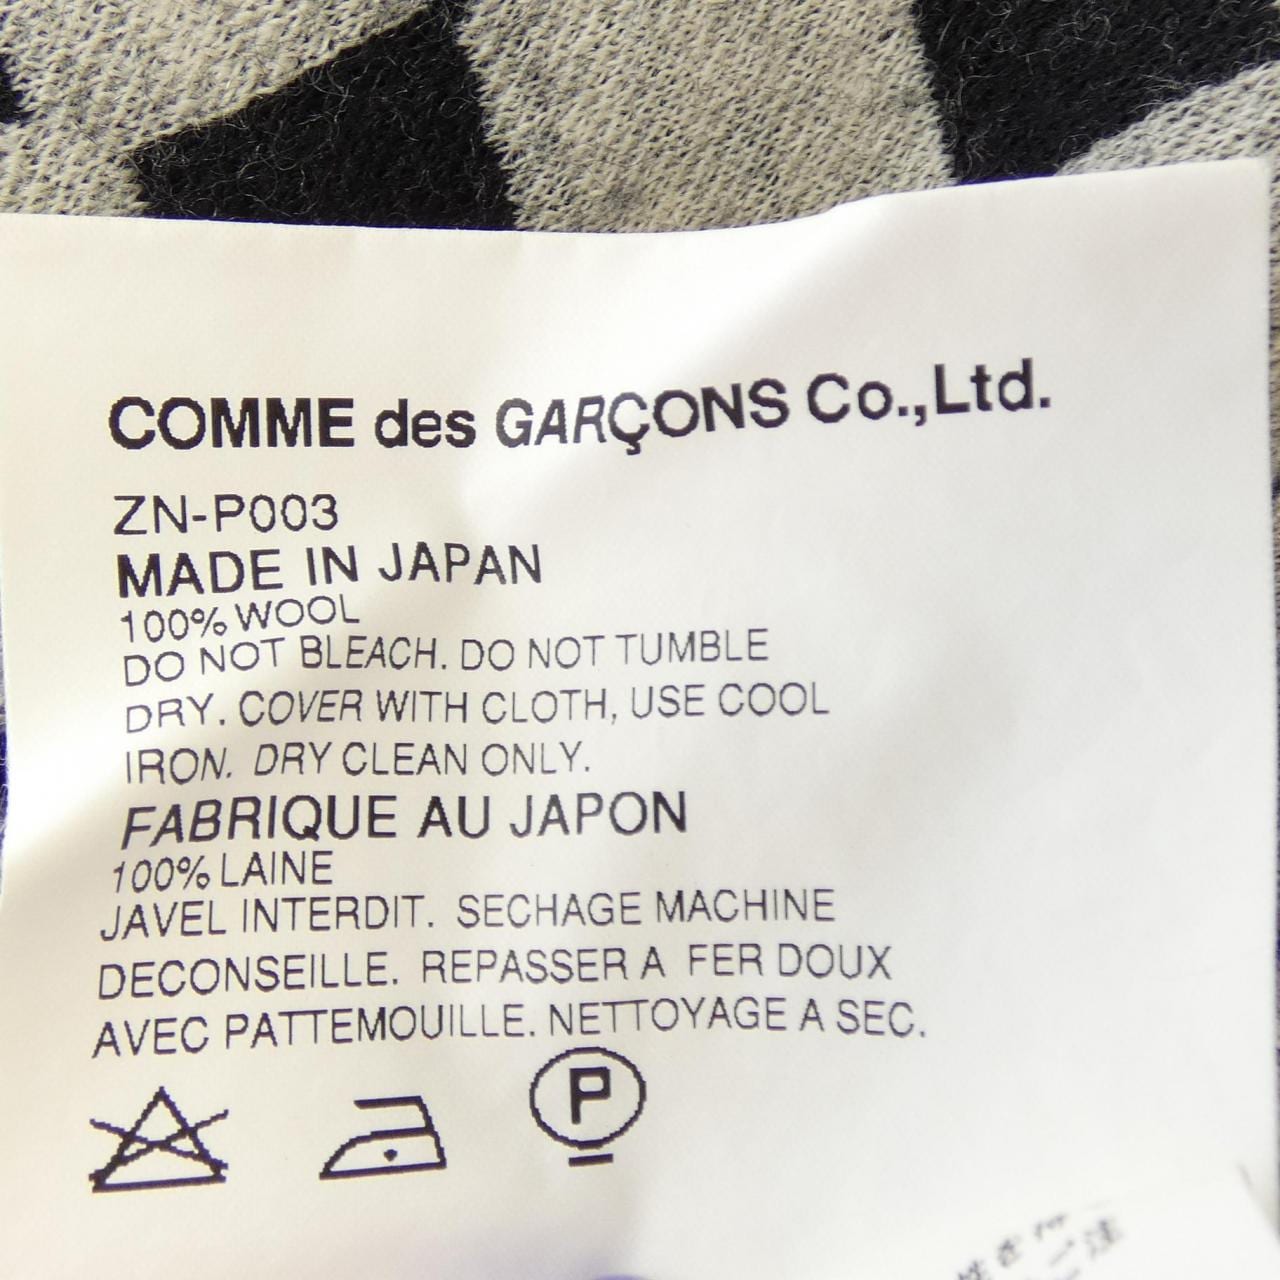 COMME des GARÇONS Co.,Ltd.
ZN-P003
MADE IN JAPAN
100% WOOL
DO NOT BLEACH. DO NOT TUMBLE
DRY. COVER WITH CLOTH, USE COOL
IRON. DRY CLEAN ONLY.
FABRIQUE AU JAPON
100% LAINE
JAVEL INTERDIT. SECHAGE MACHINE
DECONSEILLE. REPASSER A FER DOUX
AVEC PATTEMOUILLE. NETTOYAGE A SEC.
P